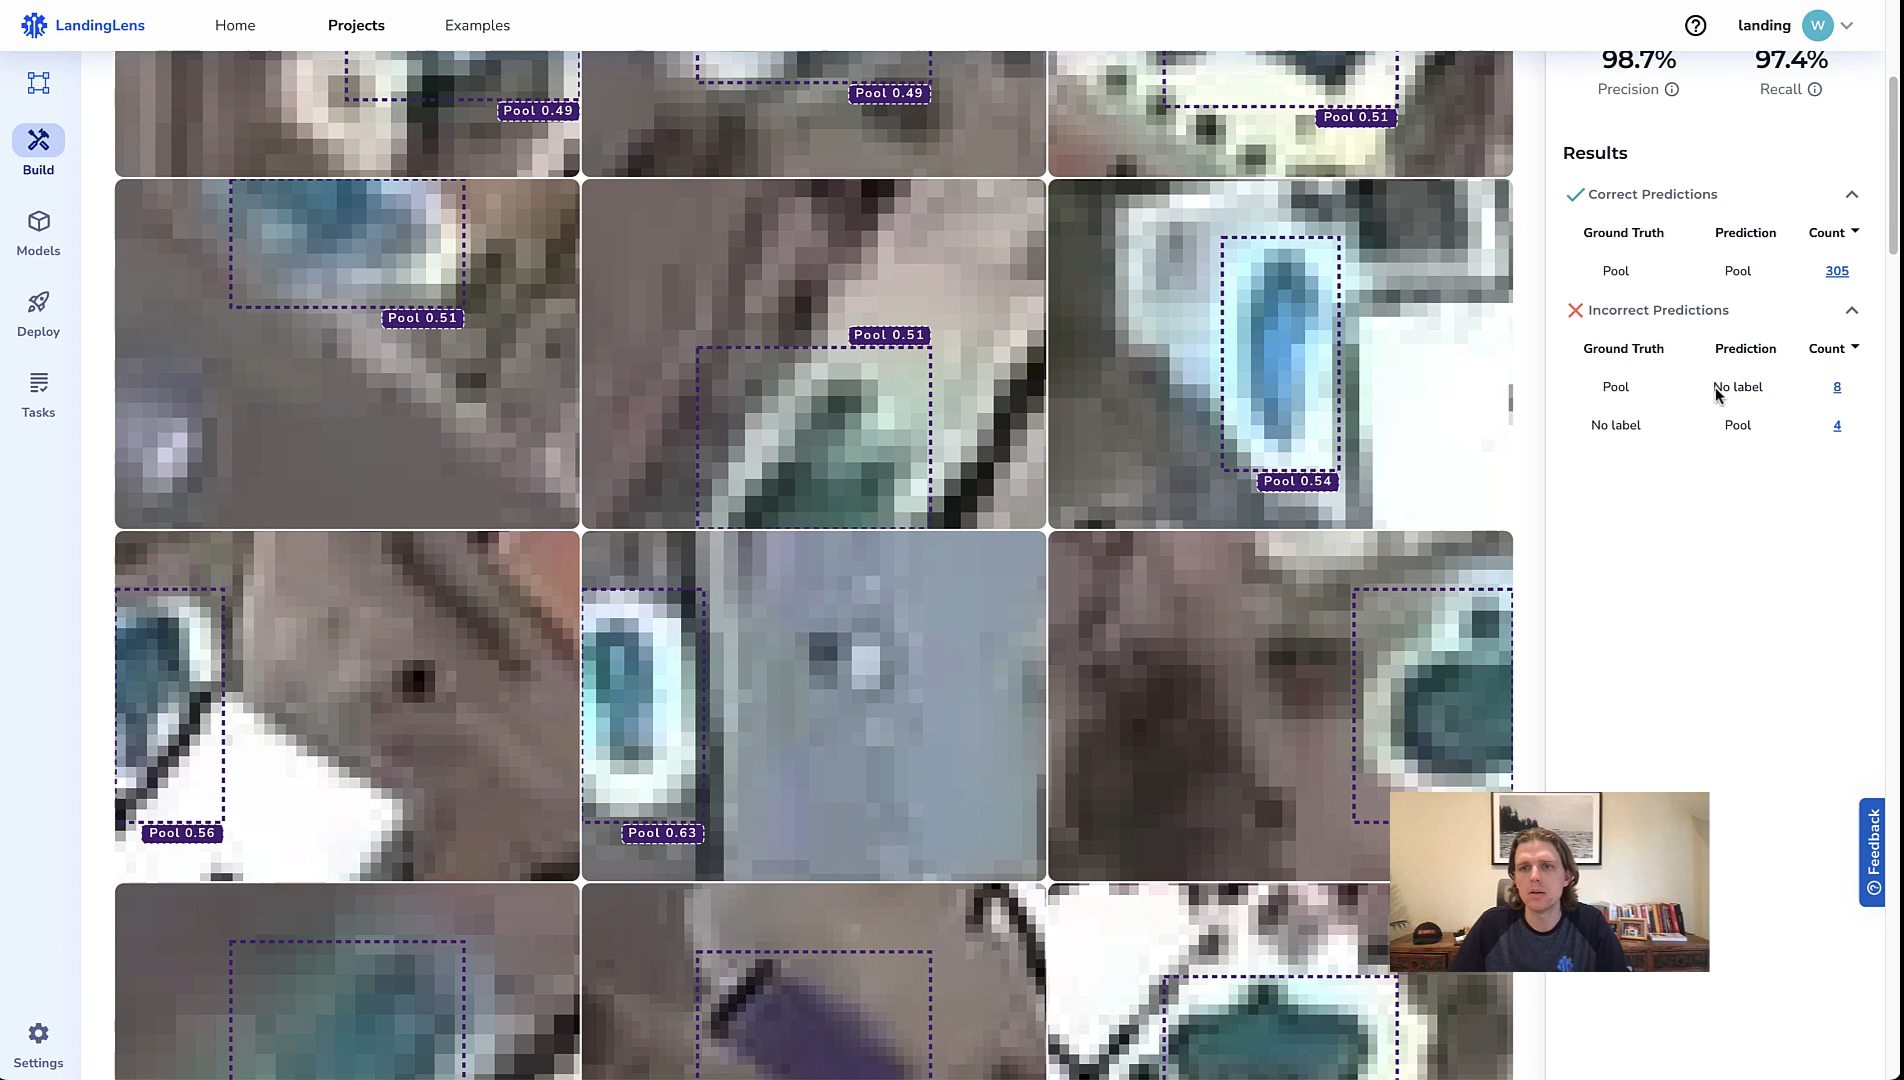 LandingLens
Home
Projects
Examples
landing
W
Build
Models
Deploy
Tasks
Settings
Pool 0.49
Pool 0.49
Pool 0.51
Pool 0.51
Pool 0.51
Pool 0.54
Pool 0.56
Pool 0.63
98.7%
97.4%
Precision
Recall
Results
Correct Predictions
Ground Truth Prediction Count
Pool Pool 305
Incorrect Predictions
Ground Truth Prediction Count
Pool No label 8
No label Pool 4
Feedback